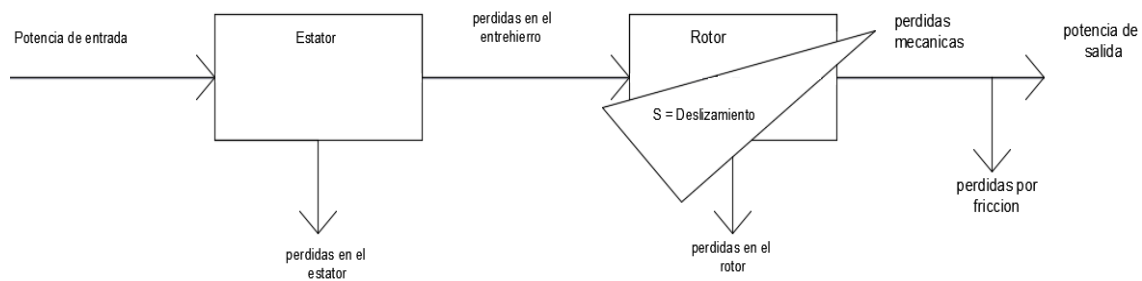 Potencia de entrada
Estator
perdidas en el
entrehierro
Rotor
perdidas
mecanicas
potencia de
salida
S = Deslizamiento
perdidas por
friccion
perdidas en el
estator
perdidas en el
rotor